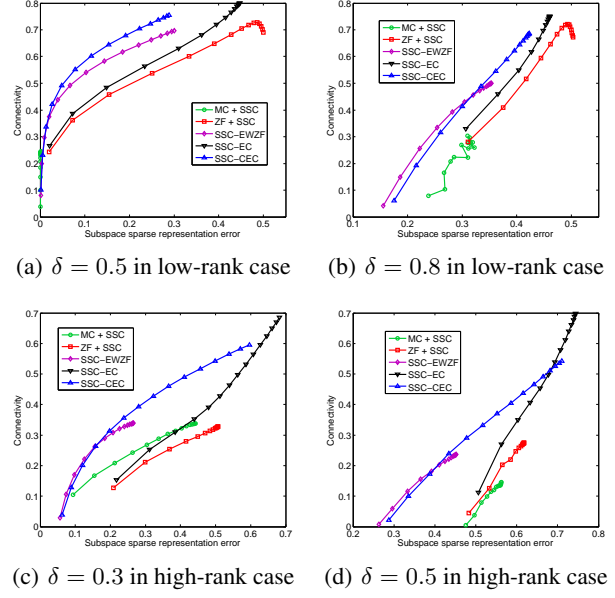 0.8
0.7
0.6
0.5
0.4
0.3
0.2
0.1
0
Connectivity
MC + SSC
ZF + SSC
SSC−EWZF
SSC−EC
SSC−CEC
0 0.1 0.2 0.3 0.4 0.5
Subspace sparse representation error
(a) δ = 0.5 in low-rank case
0.8
0.7
0.6
0.5
0.4
0.3
0.2
0.1
0
Connectivity
MC + SSC
ZF + SSC
SSC−EWZF
SSC−EC
SSC−CEC
0.1 0.2 0.3 0.4 0.5
Subspace sparse representation error
(b) δ = 0.8 in low-rank case
0.7
0.6
0.5
0.4
0.3
0.2
0.1
0
Connectivity
MC + SSC
ZF + SSC
SSC−EWZF
SSC−EC
SSC−CEC
0 0.1 0.2 0.3 0.4 0.5 0.6 0.7
Subspace sparse representation error
(c) δ = 0.3 in high-rank case
0.7
0.6
0.5
0.4
0.3
0.2
0.1
0
Connectivity
MC + SSC
ZF + SSC
SSC−EWZF
SSC−EC
SSC−CEC
0.2 0.3 0.4 0.5 0.6 0.7 0.8
Subspace sparse representation error
(d) δ = 0.5 in high-rank case